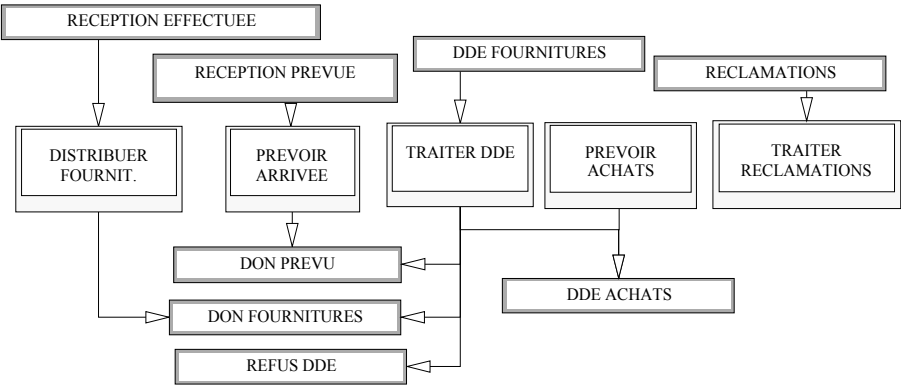 RECEPTION EFFECTUEE
DDE FOURNITURES
RECEPTION PREVUE
RECLAMATIONS
DISTRIBUER
FOURNIT.
PREVOIR
ARRIVEE
TRAITER DDE
PREVOIR
ACHATS
TRAITER
RECLAMATIONS
DON PREVU
DDE ACHATS
DON FOURNITURES
REFUS DDE